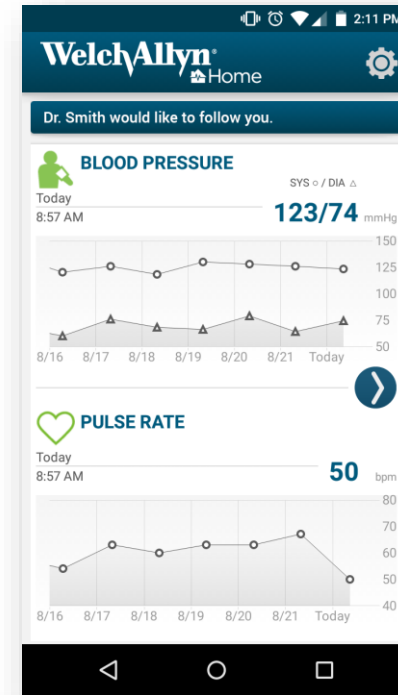 2:11 PM
WelchAllyn®
Home
Dr. Smith would like to follow you.
BLOOD PRESSURE
SYS ○ / DIA △
Today
8:57 AM
123/74 mmHg
150
125
100
75
50
8/16 8/17 8/18 8/19 8/20 8/21 Today
PULSE RATE
Today
8:57 AM
50 bpm
80
70
60
50
40
8/16 8/17 8/18 8/19 8/20 8/21 Today